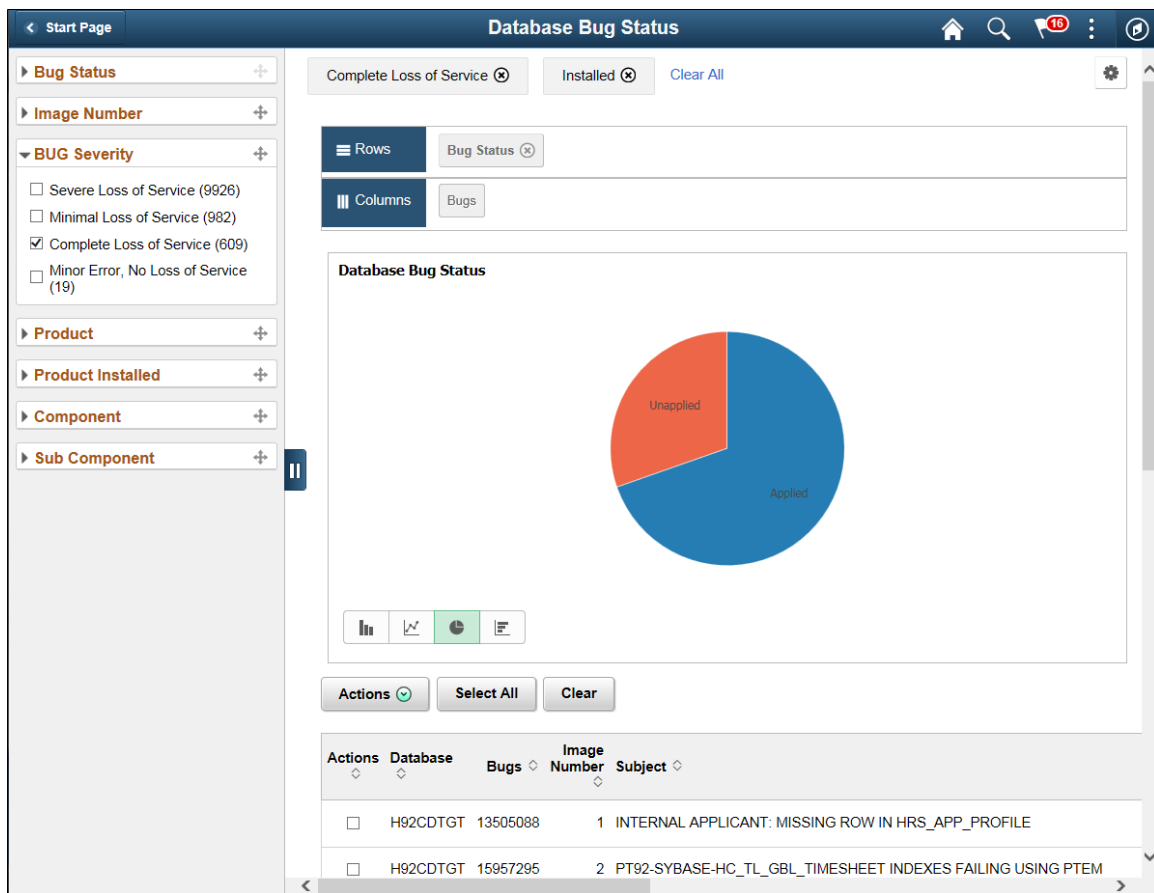 Start Page
Database Bug Status
16
Bug Status
Image Number
BUG Severity
Severe Loss of Service (9926)
Minimal Loss of Service (982)
Complete Loss of Service (609)
Minor Error, No Loss of Service
(19)
Product
Product Installed
Component
Sub Component
Complete Loss of Service
Installed
Clear All
Rows
Bug Status
Columns
Bugs
Database Bug Status
Unapplied
Applied
Actions
Select All
Clear
Actions Database Bugs Image Number Subject
H92CDTGT 13505088 1 INTERNAL APPLICANT: MISSING ROW IN HRS_APP_PROFILE
H92CDTGT 15957295 2 PT92-SYBASE-HC_TL_GBL_TIMESHEET INDEXES FAILING USING PTEM